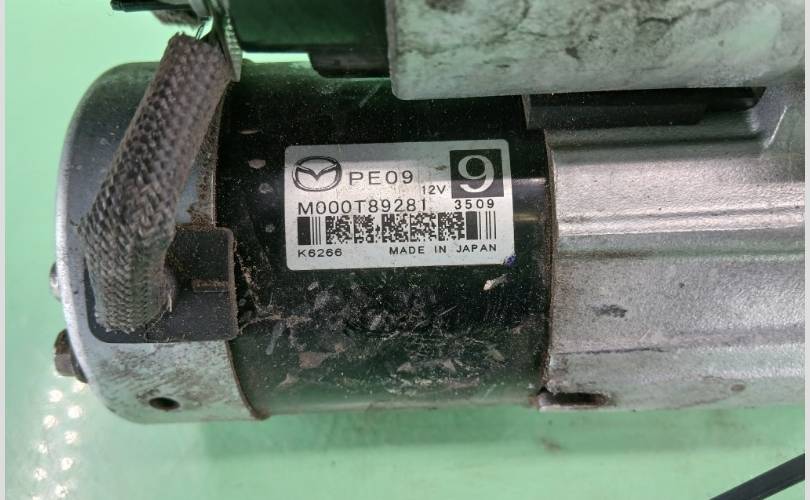 PE09 12V 9
M000T89281 3509
K6266 MADE IN JAPAN